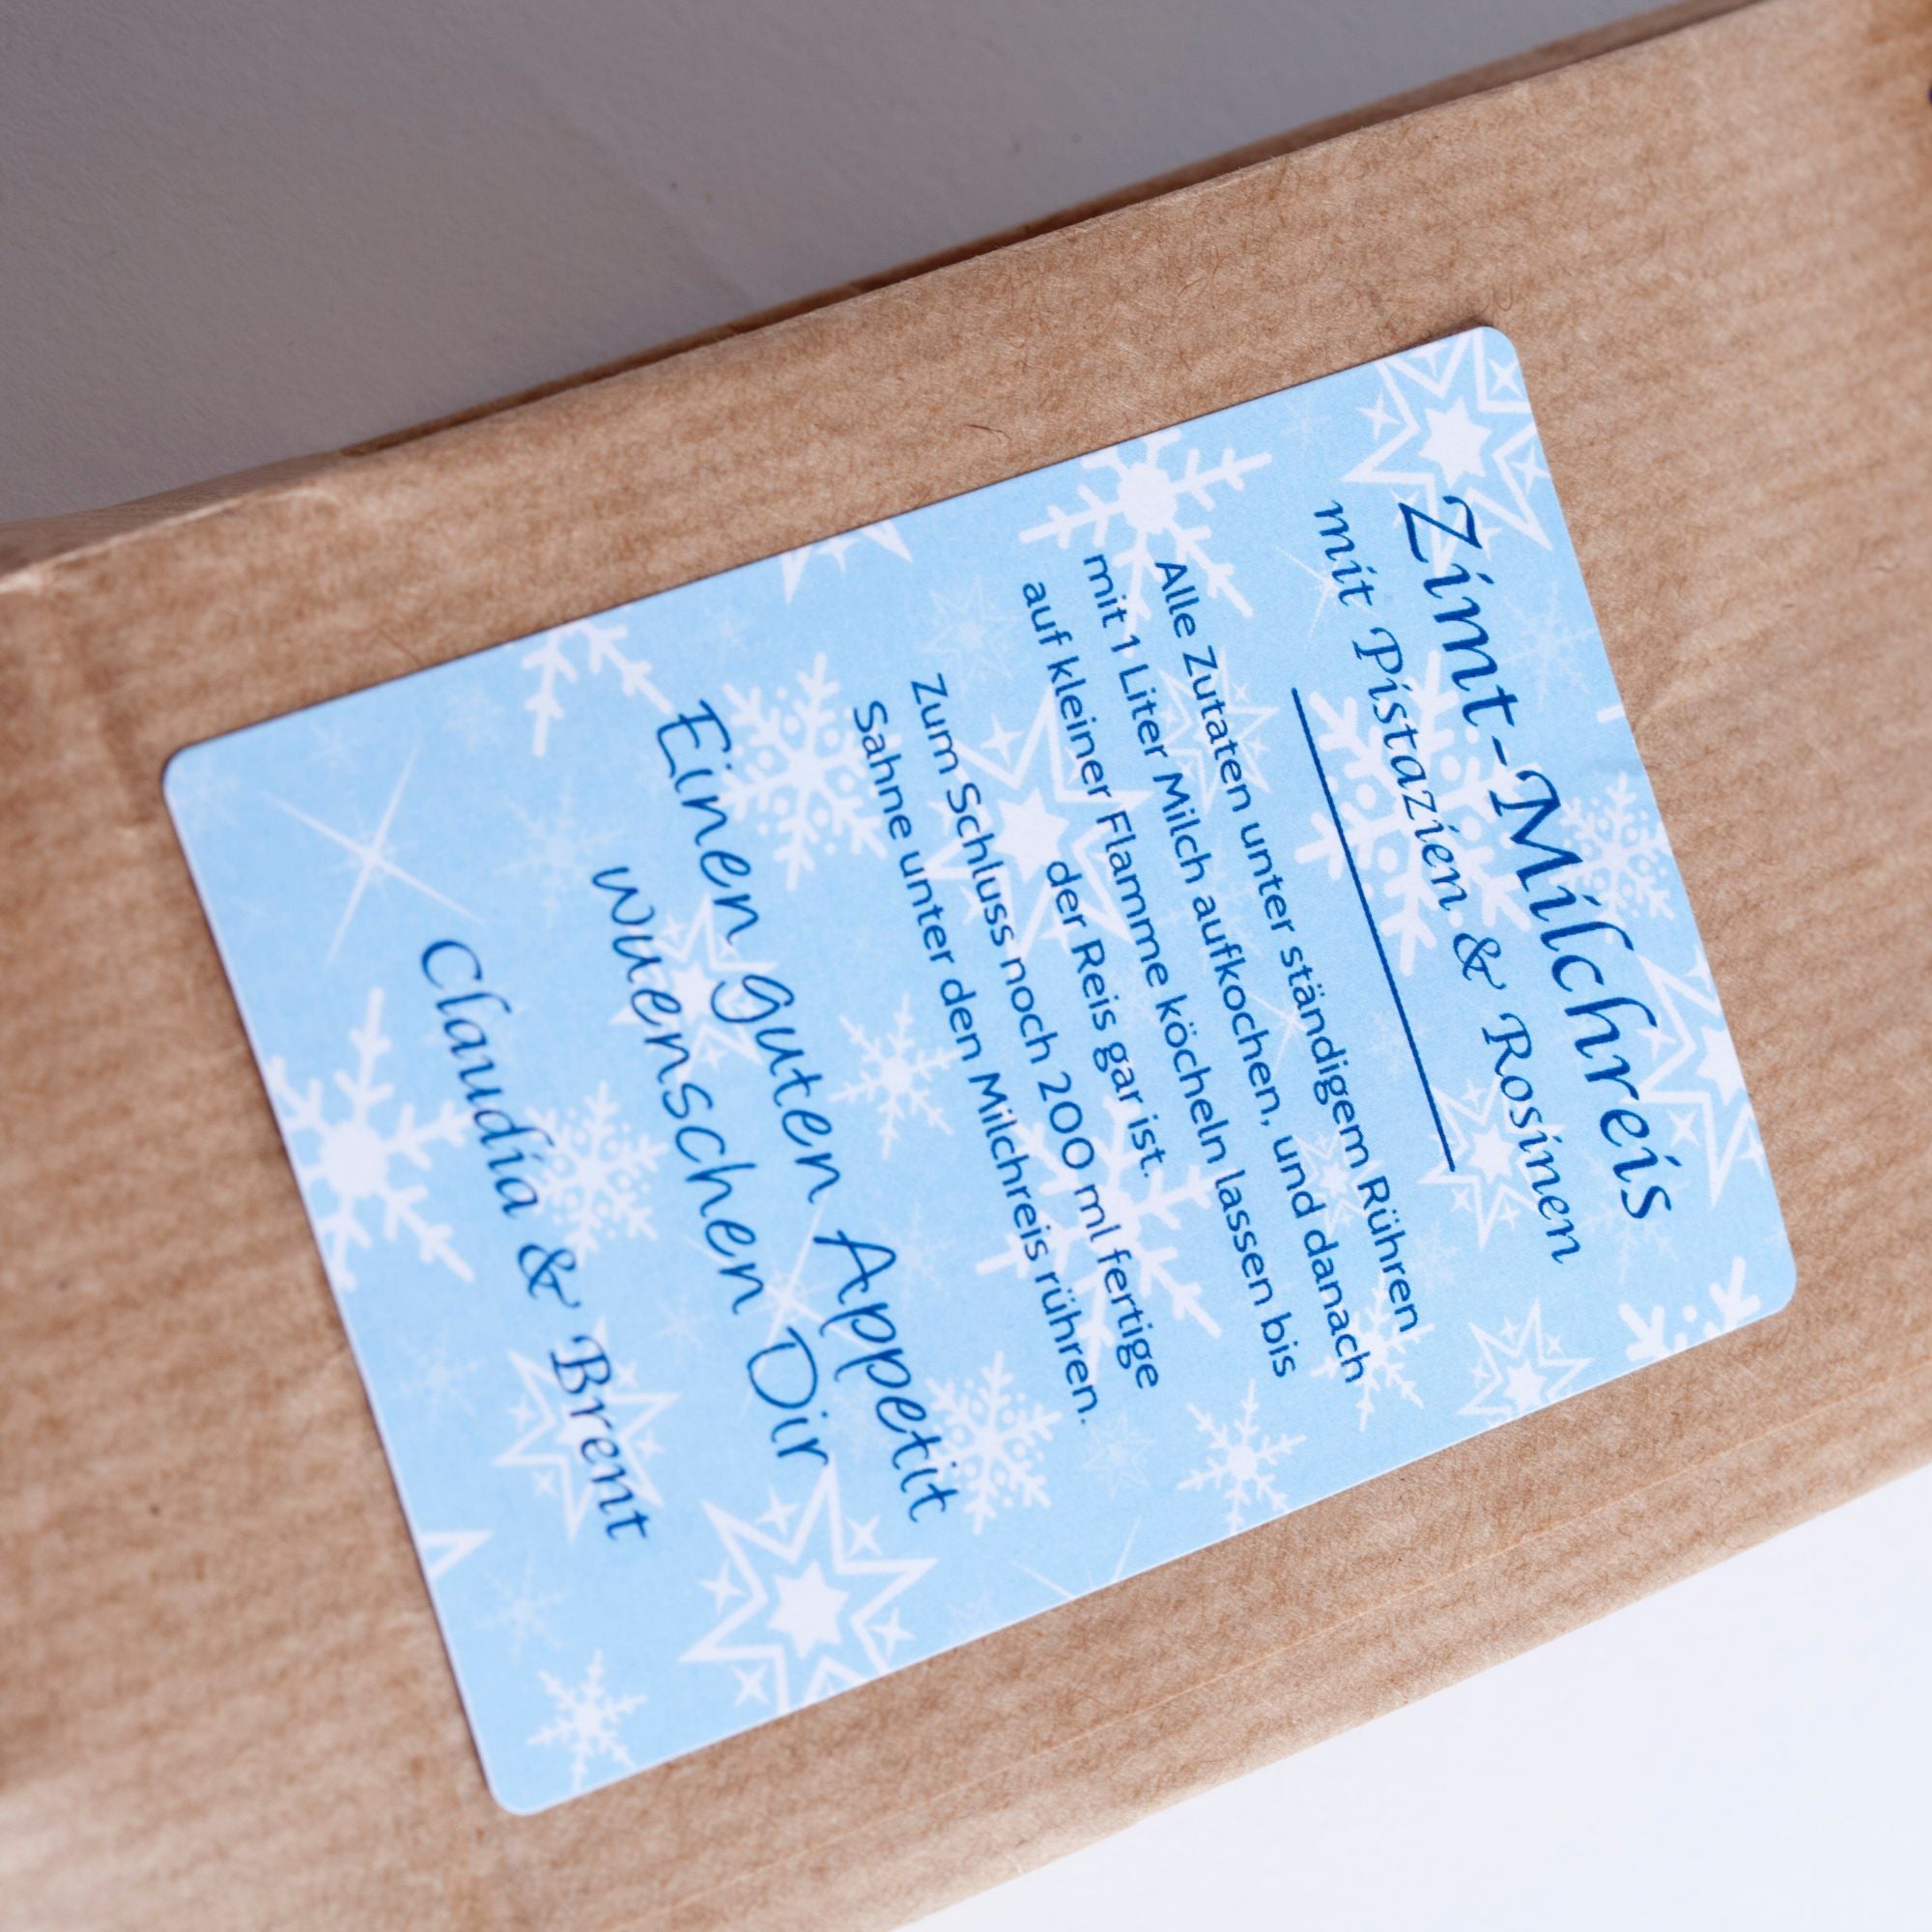 Zimt-Milchreis
mit Pistazien & Rosinen
Alle Zutaten unter ständigem Rühren
mit 1 Liter Milch aufkochen, und danach
auf kleiner Flamme köcheln lassen bis
der Reis gar ist.
Zum Schluss noch 200 ml fertige
Sahne unter den Milchreis rühren.
Einen guten Appetit
wuenschen Dir
Claudia & Brent